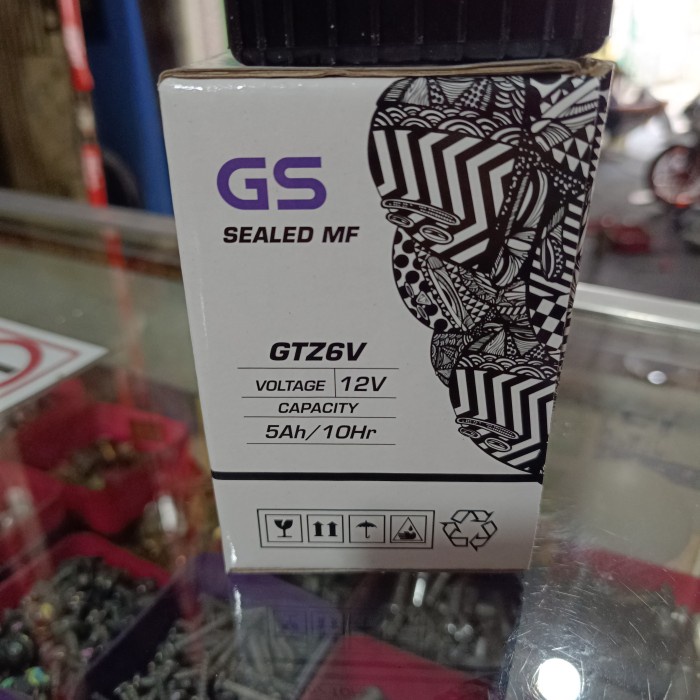 GS
SEALED MF
GTZ6V
VOLTAGE 12V
CAPACITY
5Ah/10Hr